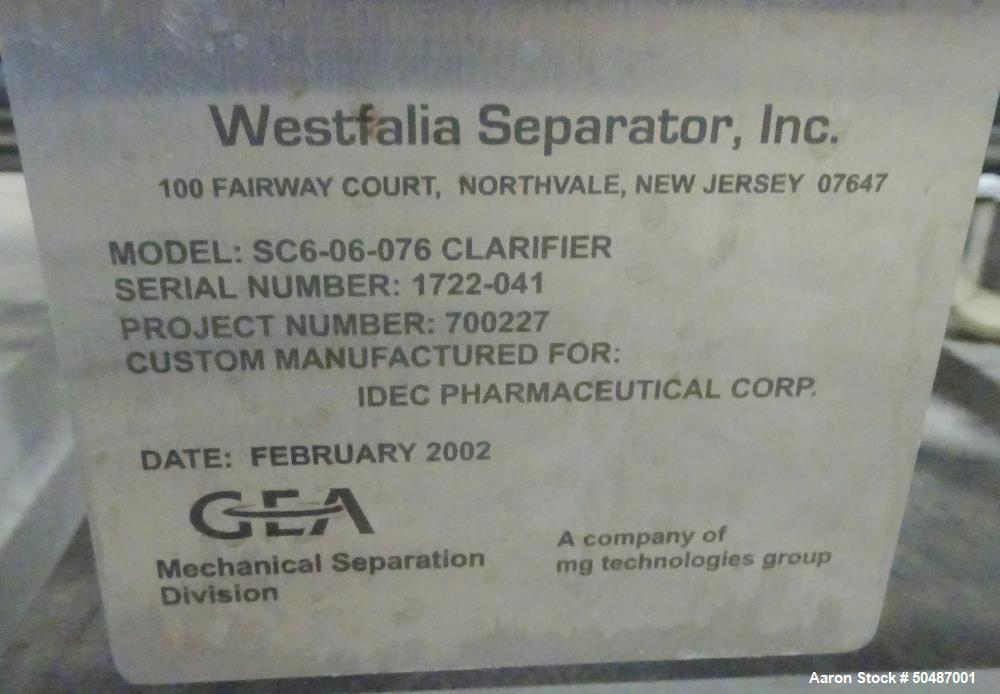 Westfalia Separator, Inc.
100 FAIRWAY COURT, NORTHVALE, NEW JERSEY 07647
MODEL: SC6-06-076 CLARIFIER
SERIAL NUMBER: 1722-041
PROJECT NUMBER: 700227
CUSTOM MANUFACTURED FOR:
IDEC PHARMACEUTICAL CORP.
DATE: FEBRUARY 2002
GEA
Mechanical Separation
Division
A company of
mg technologies group
Aaron Stock # 50487001